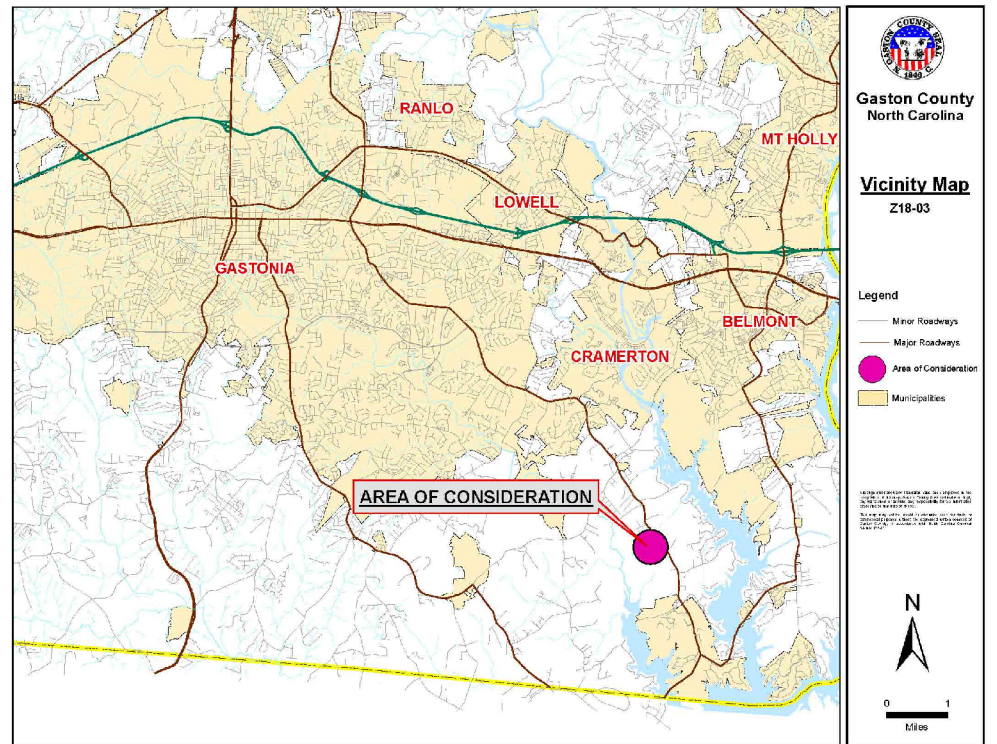 RANLO
MT HOLLY
LOWELL
GASTONIA
BELMONT
CRAMERTON
AREA OF CONSIDERATION
GASTON COUNTY SEAL
N. C.
1846
Gaston County
North Carolina
Vicinity Map
Z18-03
Legend
Minor Roadways
Major Roadways
Area of Consideration
Municipalities
N
0 1
Miles